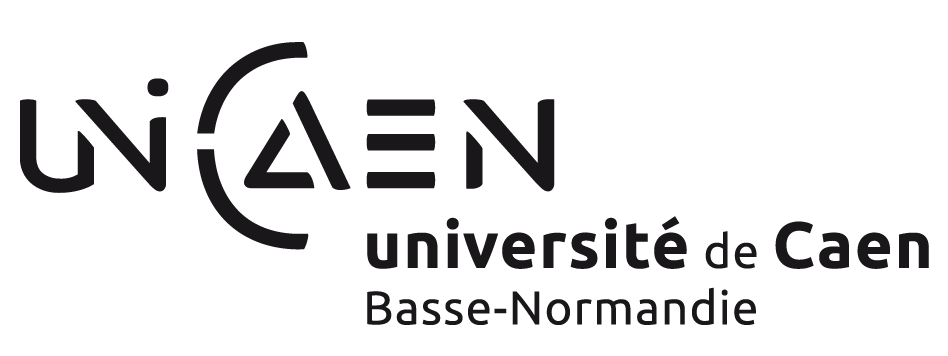 UNiCAEN
université de Caen
Basse-Normandie